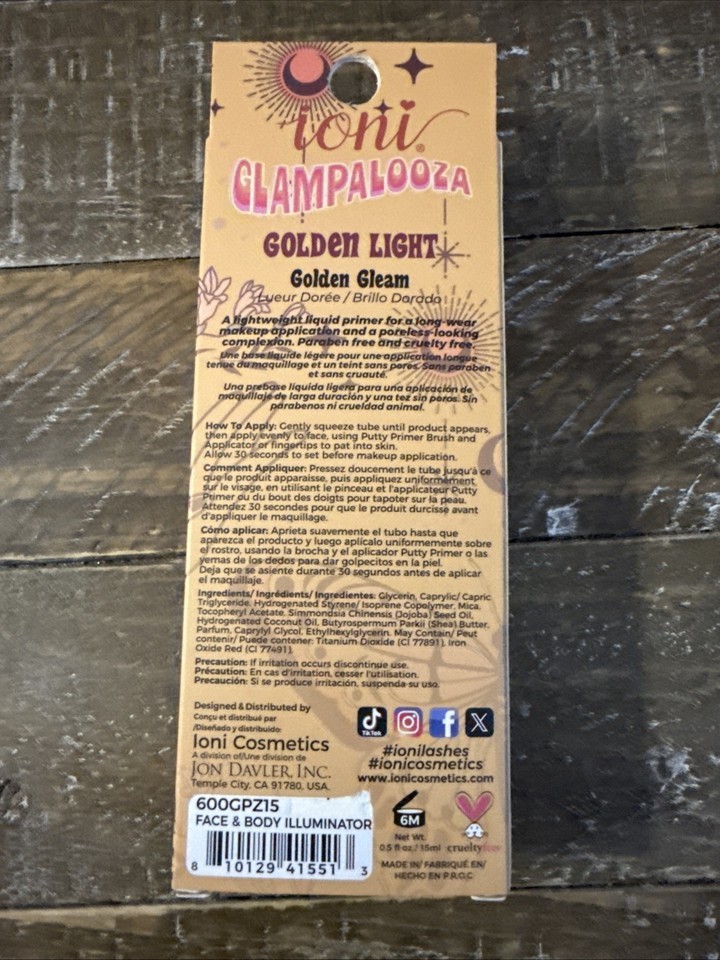 ioni®
GLAMPALOOZA
GOLDEN LIGHT
Golden Gleam
Lueur Dorée / Brillo Dorado
A lightweight liquid primer for a long-wear
makeup application and a poreless-looking
complexion. Paraben free and cruelty free.
Une base liquide légère pour une application longue
tenue du maquillage et un teint sans pores. Sans paraben
et sans cruauté.
Una prebase líquida ligera para una aplicación de
maquillaje de larga duración y una tez sin poros. Sin
parabenos ni crueldad animal.
How To Apply: Gently squeeze tube until product appears,
then apply evenly to face, using Putty Primer Brush and
Applicator or fingertips to pat into skin.
Allow 30 seconds to set before makeup application.
Comment Appliquer: Pressez doucement le tube jusqu'à ce
que le produit apparaisse, puis appliquez uniformément
sur le visage, en utilisant le pinceau et l'applicateur Putty
Primer ou du bout des doigts pour tapoter sur la peau.
Attendez 30 secondes pour que le produit durcisse avant
d'appliquer le maquillage.
Cómo aplicar: Aprieta suavemente el tubo hasta que
aparezca el producto y luego aplícalo uniformemente sobre
el rostro, usando la brocha y el aplicador Putty Primer o las
yemas de los dedos para dar golpecitos en la piel.
Deja que se asiente durante 30 segundos antes de aplicar
el maquillaje.
Ingredients/ Ingrédients/ Ingredientes: Glycerin, Caprylic/ Capric
Triglyceride, Hydrogenated Styrene/ Isoprene Copolymer, Mica,
Tocopheryl Acetate, Simmondsia Chinensis (Jojoba) Seed Oil,
Hydrogenated Coconut Oil, Butyrospermum Parkii (Shea) Butter,
Parfum, Caprylyl Glycol, Ethylhexylglycerin. May Contain/ Peut
contenir/ Puede contener: Titanium Dioxide (CI 77891), Iron
Oxide Red (CI 77491).
Precaution: If irritation occurs discontinue use.
Précaution: En cas d'irritation, cesser l'utilisation.
Precaución: Si se produce irritación, suspenda su uso.
Designed & Distributed by
Conçu et distribué par
/Diseñado y distribuido:
Ioni Cosmetics
A division of/Une division de
JON DAVLER, INC.
Temple City, CA 91780, USA.
TikTok
#ionilashes
#ionicosmetics
www.ionicosmetics.com
600GPZ15
FACE & BODY ILLUMINATOR
8 10129 41551 3
6M
Net Wt.
0.5 fl oz / 15ml
crueltyfree
MADE IN/ FABRIQUÉ EN/
HECHO EN P.R.O.C.